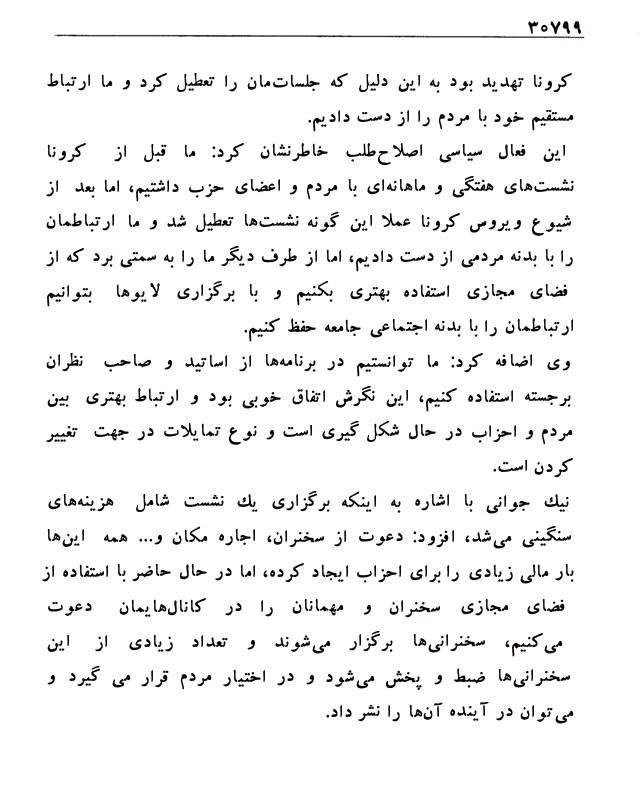 ۳۰۷۹۹
کرونا تهدید بود به این دلیل که جلسات‌مان را تعطیل کرد و ما ارتباط
مستقیم خود با مردم را از دست دادیم.
این فعال سیاسی اصلاح‌طلب خاطرنشان کرد: ما قبل از کرونا
نشست‌های هفتگی و ماهانه‌ای با مردم و اعضای حزب داشتیم، اما بعد از
شیوع ویروس کرونا عملا این گونه نشست‌ها تعطیل شد و ما ارتباطمان
را با بدنه مردمی از دست دادیم، اما از طرف دیگر ما را به سمتی برد که از
فضای مجازی استفاده بهتری بکنیم و با برگزاری لایوها بتوانیم
ارتباطمان را با بدنه اجتماعی جامعه حفظ کنیم.
وی اضافه کرد: ما توانستیم در برنامه‌ها از اساتید و صاحب نظران
برجسته استفاده کنیم، این نگرش اتفاق خوبی بود و ارتباط بهتری بین
مردم و احزاب در حال شکل گیری است و نوع تمایلات در جهت تغییر
کردن است.
نیك جوانی با اشاره به اینکه برگزاری یك نشست شامل هزینه‌های
سنگینی می‌شد، افزود: دعوت از سخنران، اجاره مکان و... همه این‌ها
بار مالی زیادی را برای احزاب ایجاد کرده، اما در حال حاضر با استفاده از
فضای مجازی سخنران و مهمانان را در کانال‌هایمان دعوت
می‌کنیم، سخنرانی‌ها برگزار می‌شوند و تعداد زیادی از این
سخنرانی‌ها ضبط و پخش می‌شود و در اختیار مردم قرار می گیرد و
می‌توان در آینده آن‌ها را نشر داد.